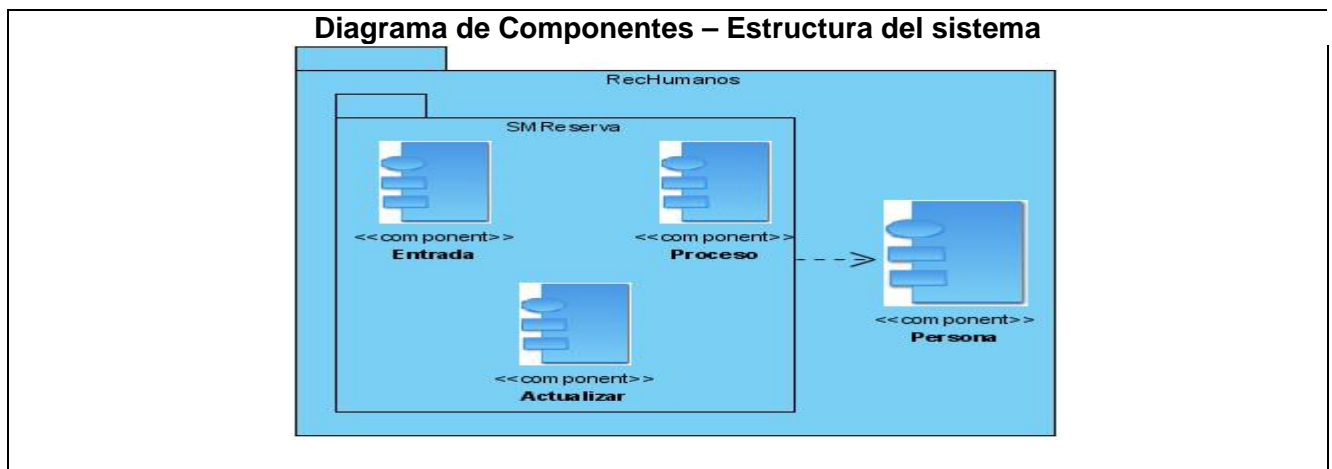 Diagrama de Componentes – Estructura del sistema
RecHumanos
SMReserva
<<component>>
Entrada
<<component>>
Proceso
<<component>>
Persona
<<component>>
Actualizar